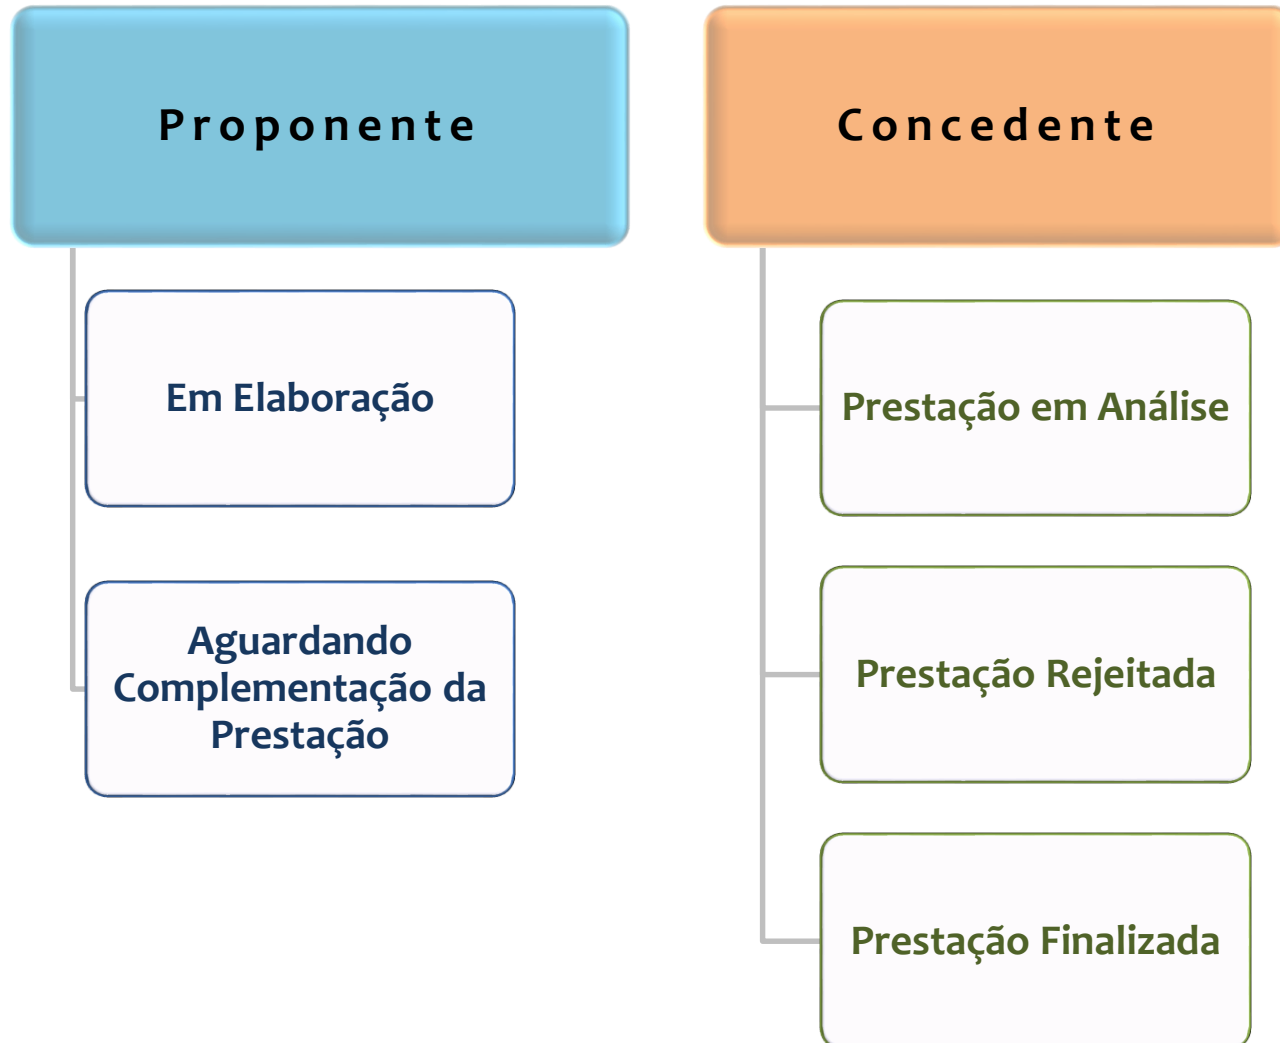 Proponente
Em Elaboração
Aguardando
Complementação da
Prestação
Concedente
Prestação em Análise
Prestação Rejeitada
Prestação Finalizada